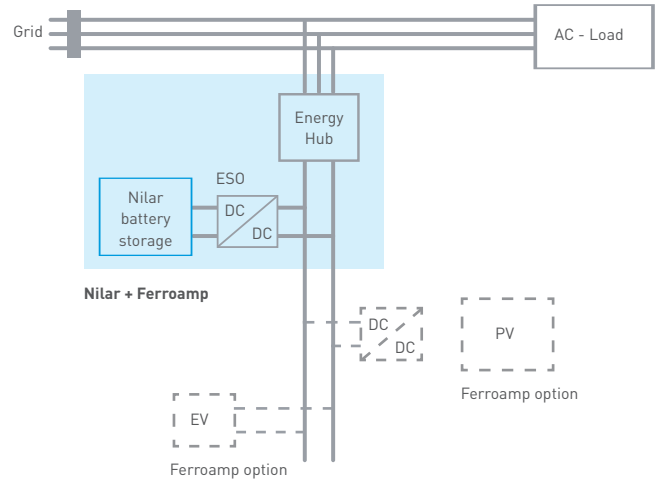 Grid
AC - Load
Energy
Hub
ESO
Nilar
battery
storage
DC
DC
Nilar + Ferroamp
DC
DC
PV
Ferroamp option
EV
Ferroamp option